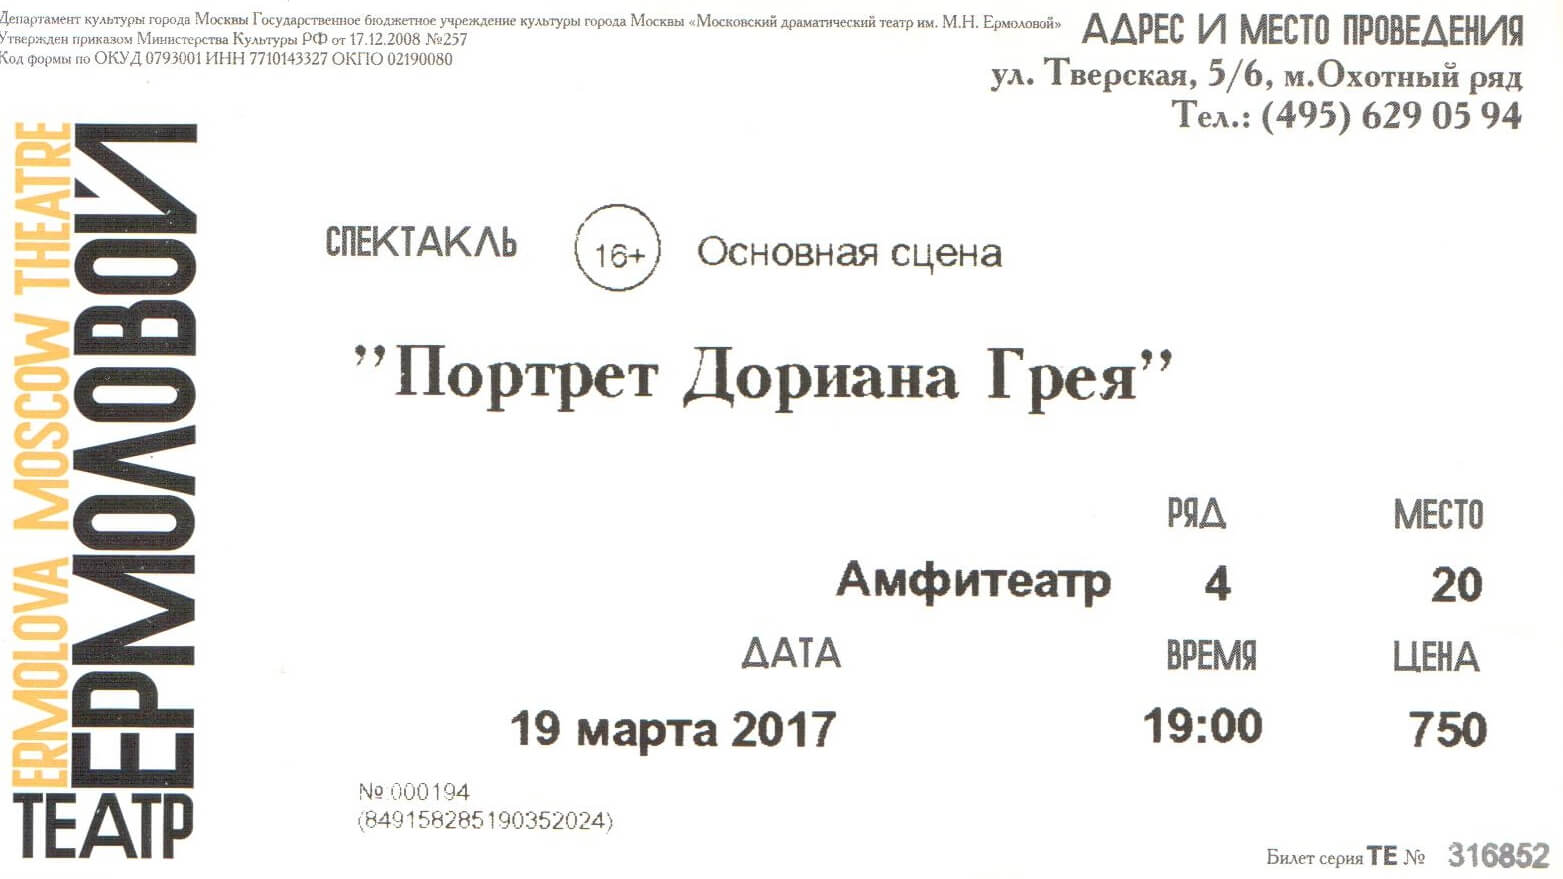 Департамент культуры города Москвы Государственное бюджетное учреждение культуры города Москвы «Московский драматический театр им. М.Н. Ермоловой»
Утвержден приказом Министерства Культуры РФ от 17.12.2008 №257
Код формы по ОКУД 0793001 ИНН 7710143327 ОКПО 02190080
АДРЕС И МЕСТО ПРОВЕДЕНИЯ
ул. Тверская, 5/6, м.Охотный ряд
Тел.: (495) 629 05 94
ERMOLOVA MOSCOW THEATRE
ЕРМОЛОВОЙ
ТЕАТР
СПЕКТАКЛЬ 16+ Основная сцена
”Портрет Дориана Грея”
РЯД МЕСТО
Амфитеатр 4 20
ДАТА ВРЕМЯ ЦЕНА
19 марта 2017 19:00 750
№ 000194
(849158285190352024)
Билет серия ТЕ № 316852